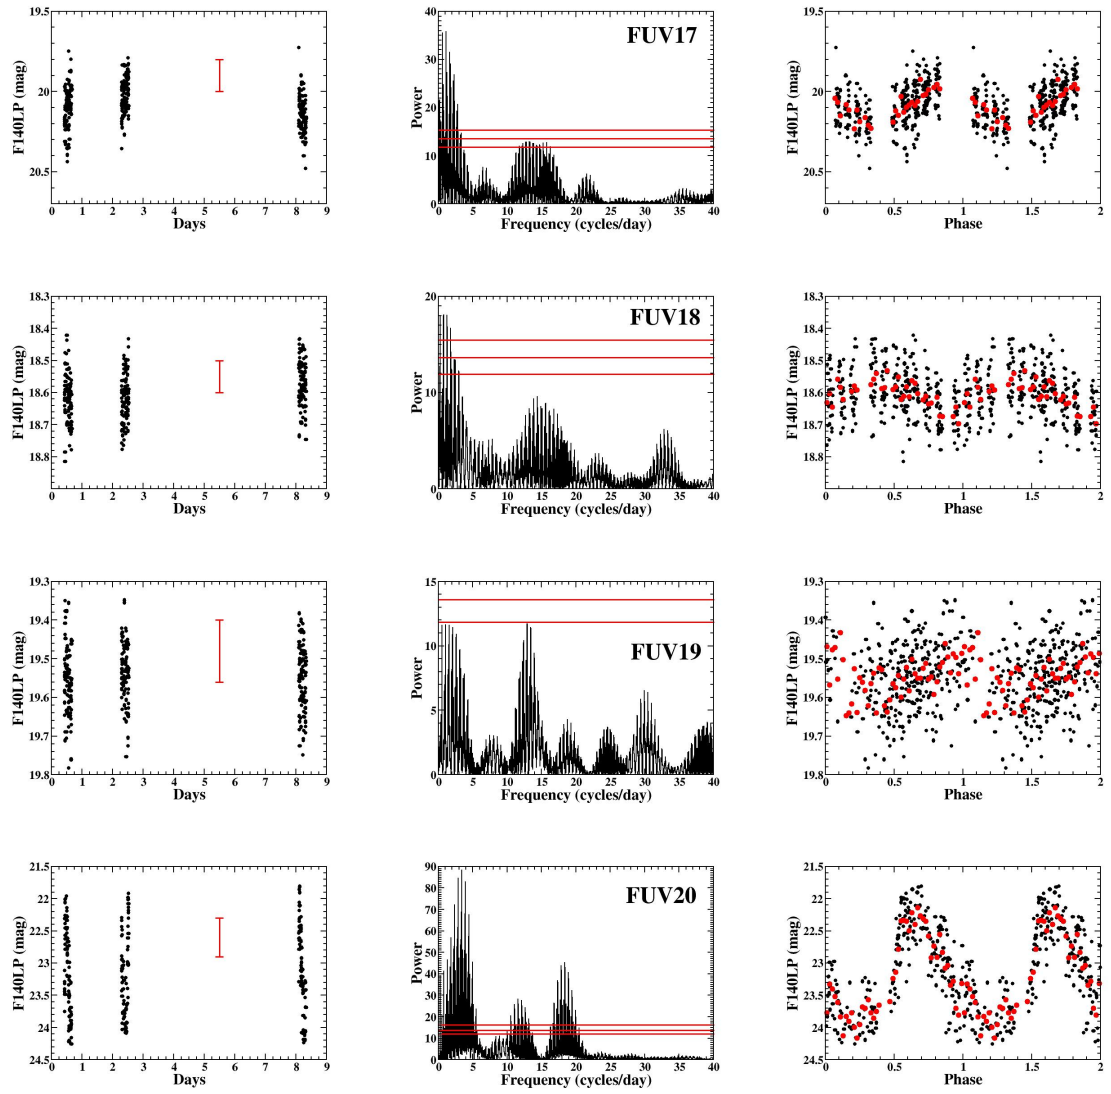 19.5
20
20.5
F140LP (mag)
0 1 2 3 4 5 6 7 8 9
Days
40
30
20
10
0
Power
FUV17
0 5 10 15 20 25 30 35 40
Frequency (cycles/day)
19.5
20
20.5
F140LP (mag)
0 0.5 1 1.5 2
Phase
18.3
18.4
18.5
18.6
18.7
18.8
F140LP (mag)
0 1 2 3 4 5 6 7 8 9
Days
20
15
10
5
0
Power
FUV18
0 5 10 15 20 25 30 35 40
Frequency (cycles/day)
18.3
18.4
18.5
18.6
18.7
18.8
F140LP (mag)
0 0.5 1 1.5 2
Phase
19.3
19.4
19.5
19.6
19.7
19.8
F140LP (mag)
0 1 2 3 4 5 6 7 8 9
Days
15
10
5
0
Power
FUV19
0 5 10 15 20 25 30 35 40
Frequency (cycles/day)
19.3
19.4
19.5
19.6
19.7
19.8
F140LP (mag)
0 0.5 1 1.5 2
Phase
21.5
22
22.5
23
23.5
24
24.5
F140LP (mag)
0 1 2 3 4 5 6 7 8 9
Days
90
80
70
60
50
40
30
20
10
0
Power
FUV20
0 5 10 15 20 25 30 35 40
Frequency (cycles/day)
21.5
22
22.5
23
23.5
24
24.5
F140LP (mag)
0 0.5 1 1.5 2
Phase